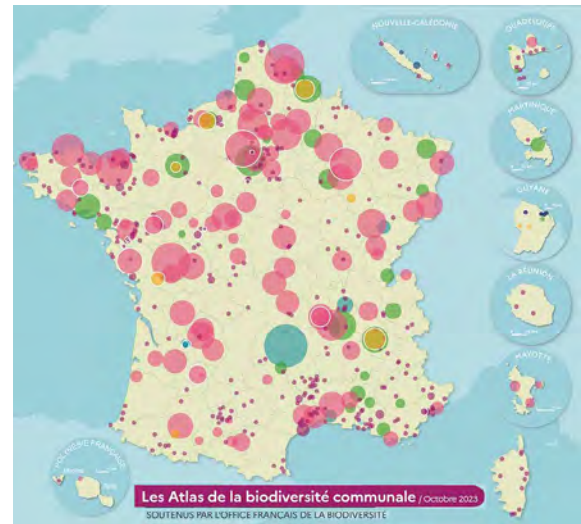 NOUVELLE-CALÉDONIE
GUADELOUPE
MARTINIQUE
GUYANE
LA RÉUNION
MAYOTTE
POLYNÉSIE FRANÇAISE
Les Atlas de la biodiversité communale / Octobre 2023
SOUTENUS PAR L'OFFICE FRANÇAIS DE LA BIODIVERSITÉ